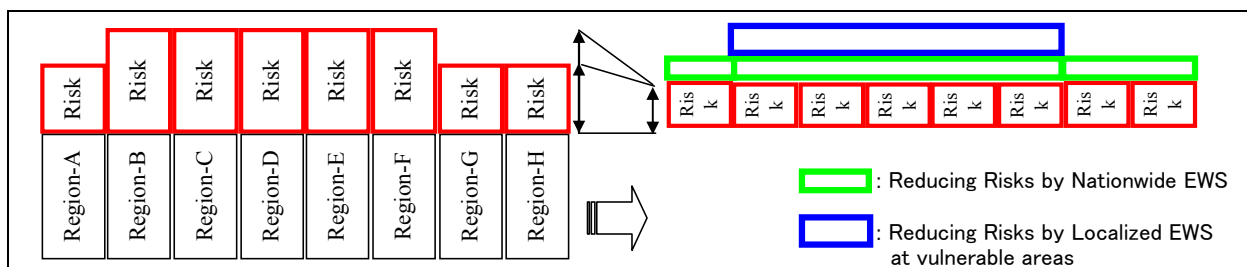 Risk
Risk
Risk
Risk
Risk
Risk
Risk
Risk
Region-A
Region-B
Region-C
Region-D
Region-E
Region-F
Region-G
Region-H
Ris
k
Ris
k
Ris
k
Ris
k
Ris
k
Ris
k
Ris
k
Ris
k
: Reducing Risks by Nationwide EWS
: Reducing Risks by Localized EWS
at vulnerable areas